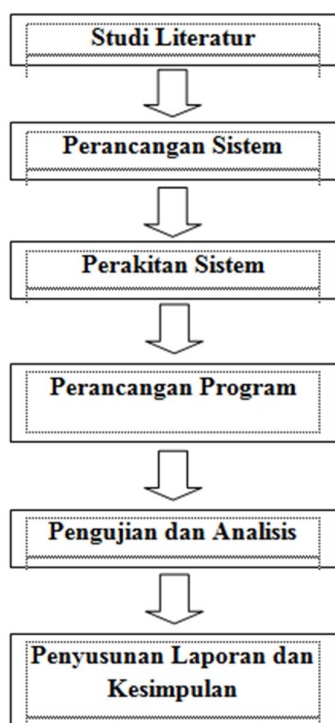 Studi Literatur
Perancangan Sistem
Perakitan Sistem
Perancangan Program
Pengujian dan Analisis
Penyusunan Laporan dan
Kesimpulan